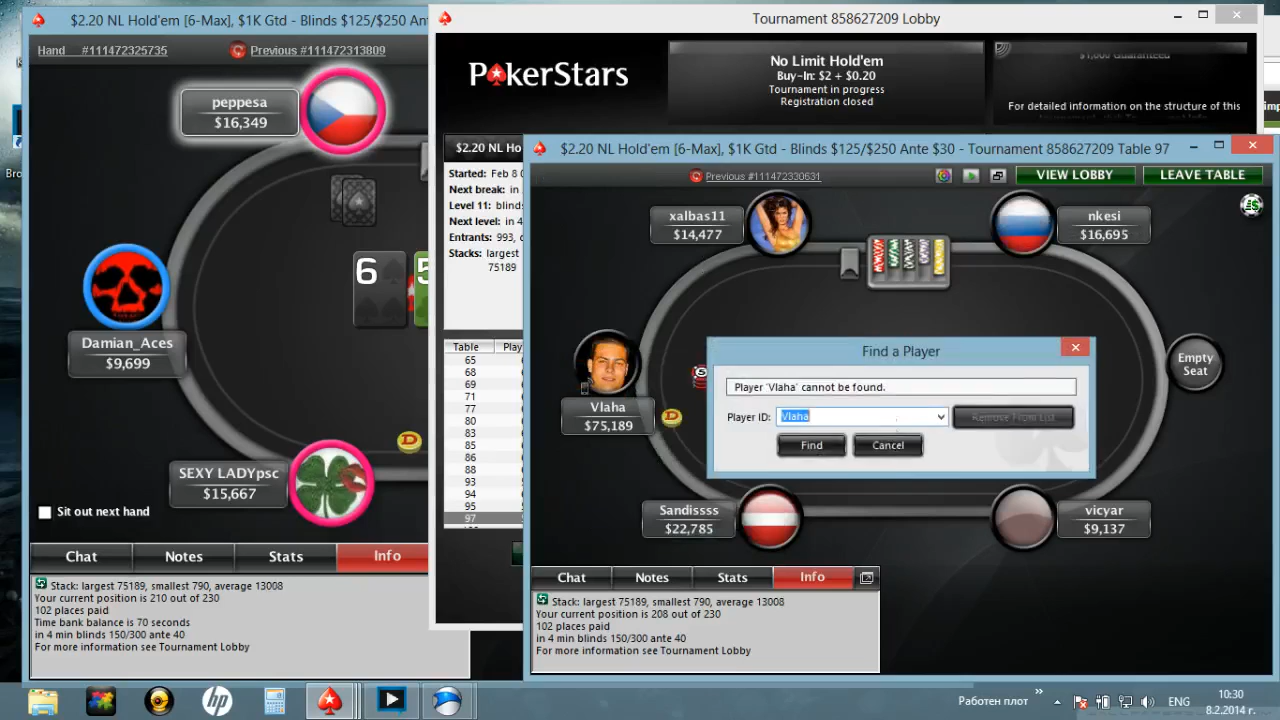 $2.20 NL Hold'em [6-Max], $1K Gtd - Blinds $125/$250 Ante
Hand #111472325735
Previous #111472313809
peppesa
$16,349
Damian_Aces
$9,699
6
5
D
SEXY LADYpsc
$15,667
Sit out next hand
Chat
Notes
Stats
Info
Stack: largest 75189, smallest 790, average 13008
Your current position is 210 out of 230
102 places paid
Time bank balance is 70 seconds
in 4 min blinds 150/300 ante 40
For more information see Tournament Lobby
Tournament 858627209 Lobby
POKERSTARS
No Limit Hold'em
Buy-In: $2 + $0.20
Tournament in progress
Registration closed
$1,000 Guaranteed
For detailed information on the structure of this
$2.20 NL Ho
Started: Feb 8 0
Next break: in
Level 11: blinds
Next level: in 4
Entrants: 993,
Stacks: largest
75189
Table
Play
65
68
69
71
77
80
83
85
86
88
93
94
95
97
$2.20 NL Hold'em [6-Max], $1K Gtd - Blinds $125/$250 Ante $30 - Tournament 858627209 Table 97
Previous #111472330631
VIEW LOBBY
LEAVE TABLE
xalbas11
$14,477
nkesi
$16,695
Vlaha
$75,189
D
Empty
Seat
Sandissss
$22,785
vicyar
$9,137
Find a Player
Player 'Vlaha' cannot be found.
Player ID:
Vlaha
Remove From List
Find
Cancel
Chat
Notes
Stats
Info
Stack: largest 75189, smallest 790, average 13008
Your current position is 208 out of 230
102 places paid
in 4 min blinds 150/300 ante 40
For more information see Tournament Lobby
hp
Работен плот
ENG
10:30
8.2.2014 г.